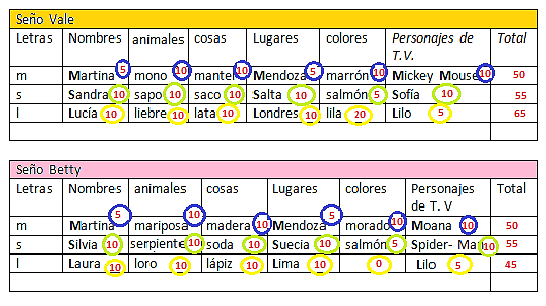 Seño Vale
Letras Nombres animales cosas Lugares colores Personajes de T.V. Total
m Martina 5 mono 10 mantel 10 Mendoza 5 marrón 10 Mickey Mouse 10 50
s Sandra 10 sapo 10 saco 10 Salta 10 salmón 5 Sofía 10 55
l Lucía 10 liebre 10 lata 10 Londres 10 lila 20 Lilo 5 65
Seño Betty
Letras Nombres animales cosas Lugares colores Personajes de T. V Total
m Martina 5 mariposa 10 madera 10 Mendoza 5 morado 10 Moana 10 50
s Silvia 10 serpiente 10 soda 10 Suecia 10 salmón 5 Spider- Man 10 55
l Laura 10 loro 10 lápiz 10 Lima 10 0 Lilo 5 45